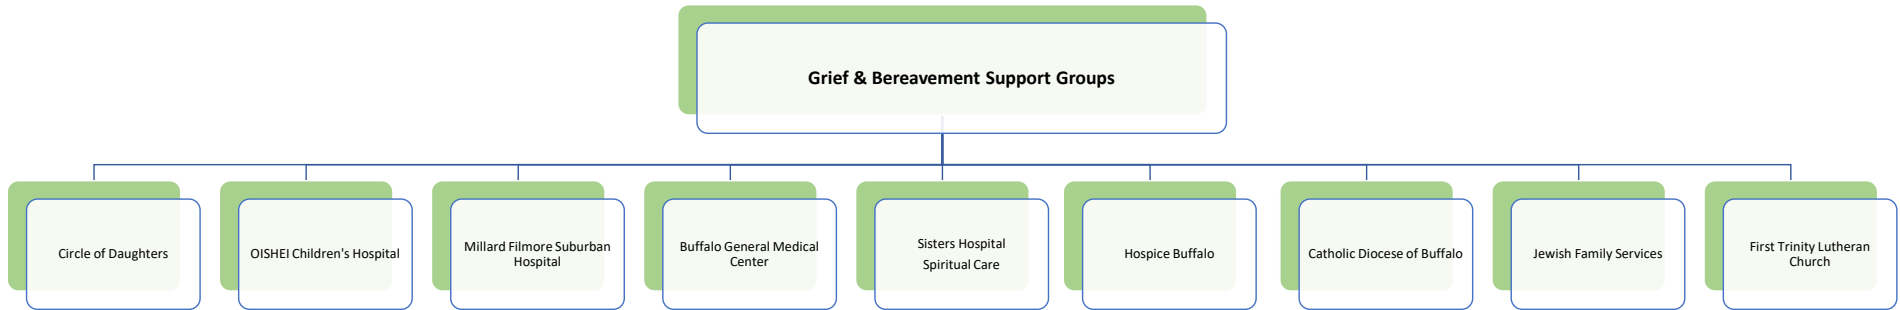 Grief & Bereavement Support Groups
Circle of Daughters
OISHEI Children's Hospital
Millard Filmore Suburban
Hospital
Buffalo General Medical
Center
Sisters Hospital
Spiritual Care
Hospice Buffalo
Catholic Diocese of Buffalo
Jewish Family Services
First Trinity Lutheran
Church